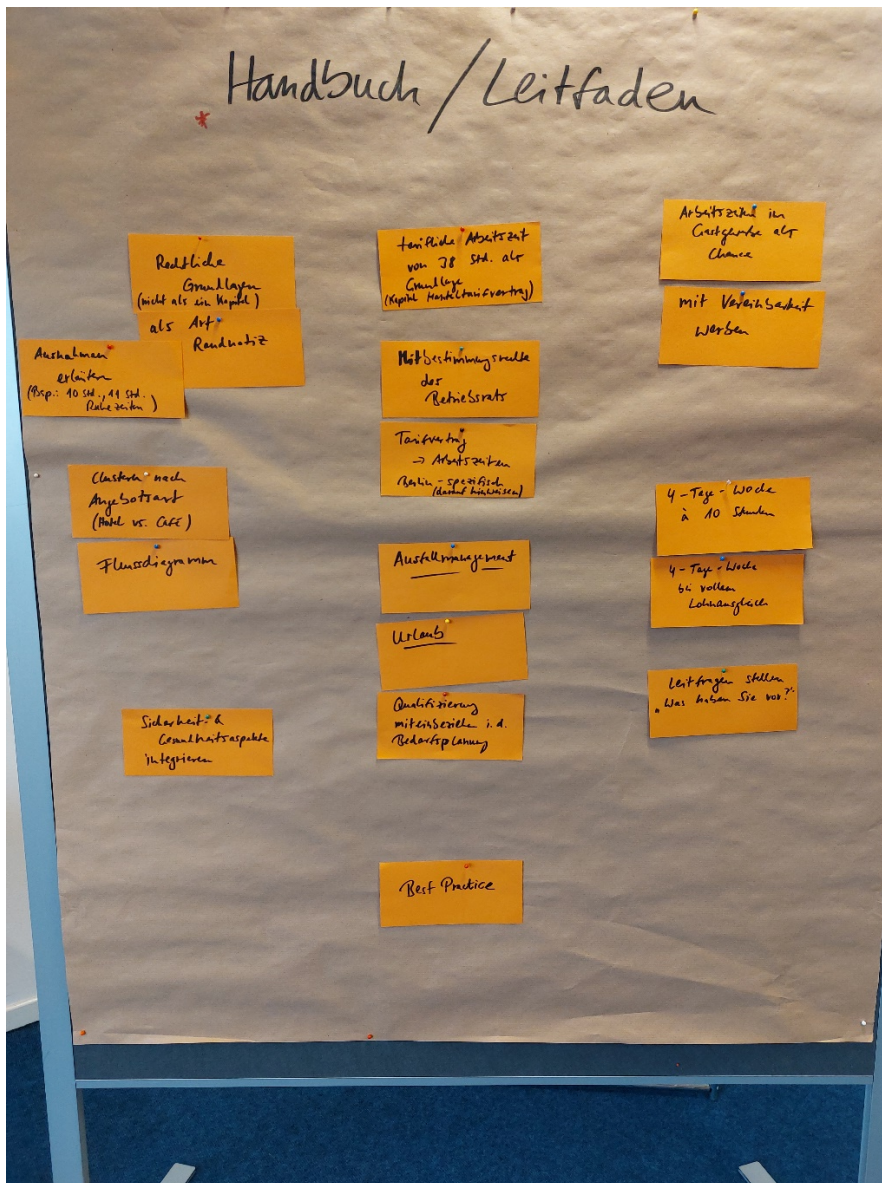 Handbuch / Leitfaden
*
Rechtliche
Grundlagen
(nicht als ein Kapitel)
als Art
Randnotiz
Ausnahmen
erläutern
(Bsp.: 10 Std., 11 Std.
Ruhezeiten)
Clustern nach
Angebotsart
(Hotel vs. Café)
Flussdiagramm
Sicherheit- &
Gesundheitsaspekte
integrieren
tarifliche Arbeitszeit
von 38 Std. als
Grundlage
(Kapitel Manteltarifvertrag)
Mitbestimmungsrechte
des
Betriebsrats
Tarifvertrag
→ Arbeitszeiten
Berlin-spezifisch
(darauf hinweisen)
Ausfallmanagement
Urlaub
Qualifizierung
miteinbeziehen i.d.
Bedarfsplanung
Best Practice
Arbeitszeiten im
Gastgewerbe als
Chance
mit Vereinbarkeit
werben
4-Tage-Woche
à 10 Stunden
4-Tage-Woche
bei vollem
Lohnausgleich
Leitfragen stellen
„Was haben Sie vor?"